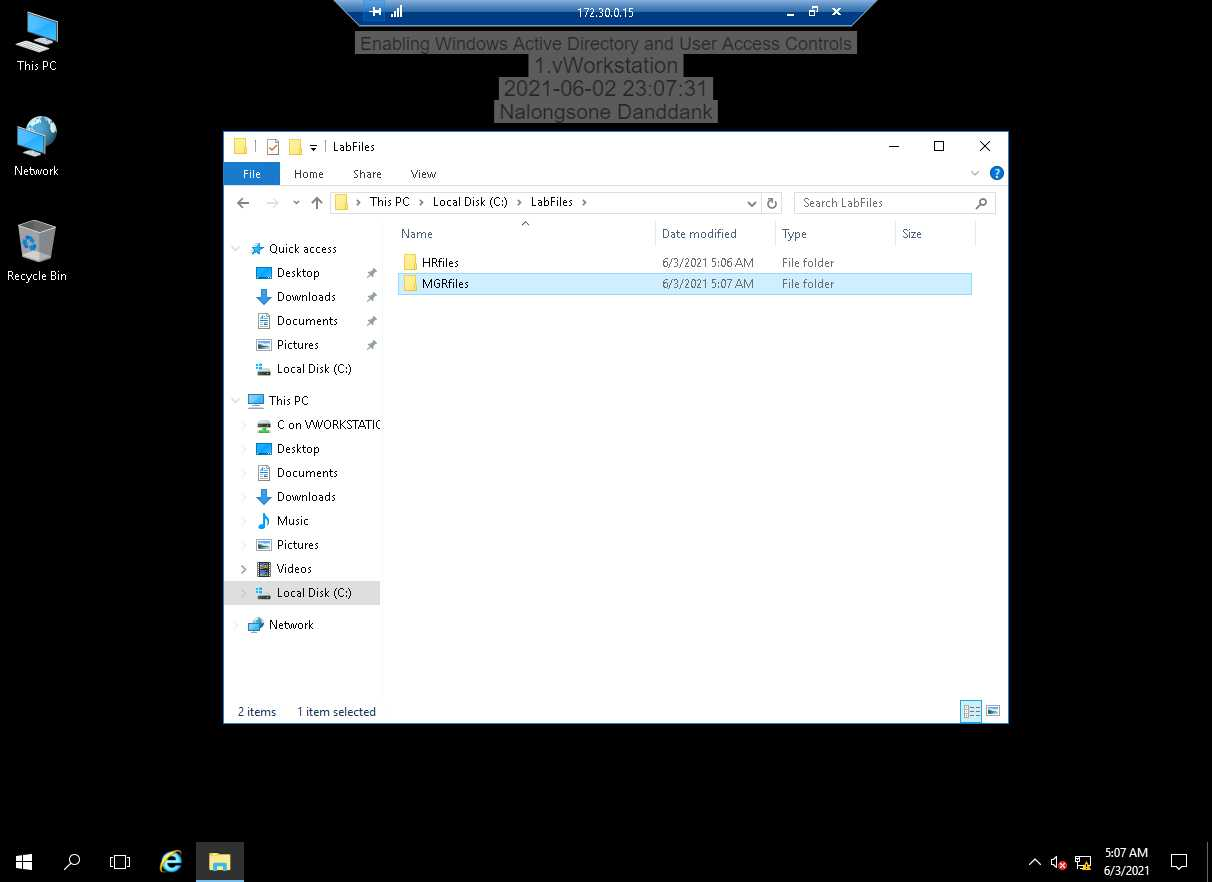 172.30.0.15
Enabling Windows Active Directory and User Access Controls
1.vWorkstation
2021-06-02 23:07:31
Nalongsone Danddank
This PC
Network
Recycle Bin
LabFiles
File Home Share View
This PC Local Disk (C:) LabFiles
Search LabFiles
Name Date modified Type Size
HRfiles 6/3/2021 5:06 AM File folder
MGRfiles 6/3/2021 5:07 AM File folder
Quick access
Desktop
Downloads
Documents
Pictures
Local Disk (C:)
This PC
C on VWORKSTATIO
Desktop
Documents
Downloads
Music
Pictures
Videos
Local Disk (C:)
Network
2 items 1 item selected
5:07 AM
6/3/2021